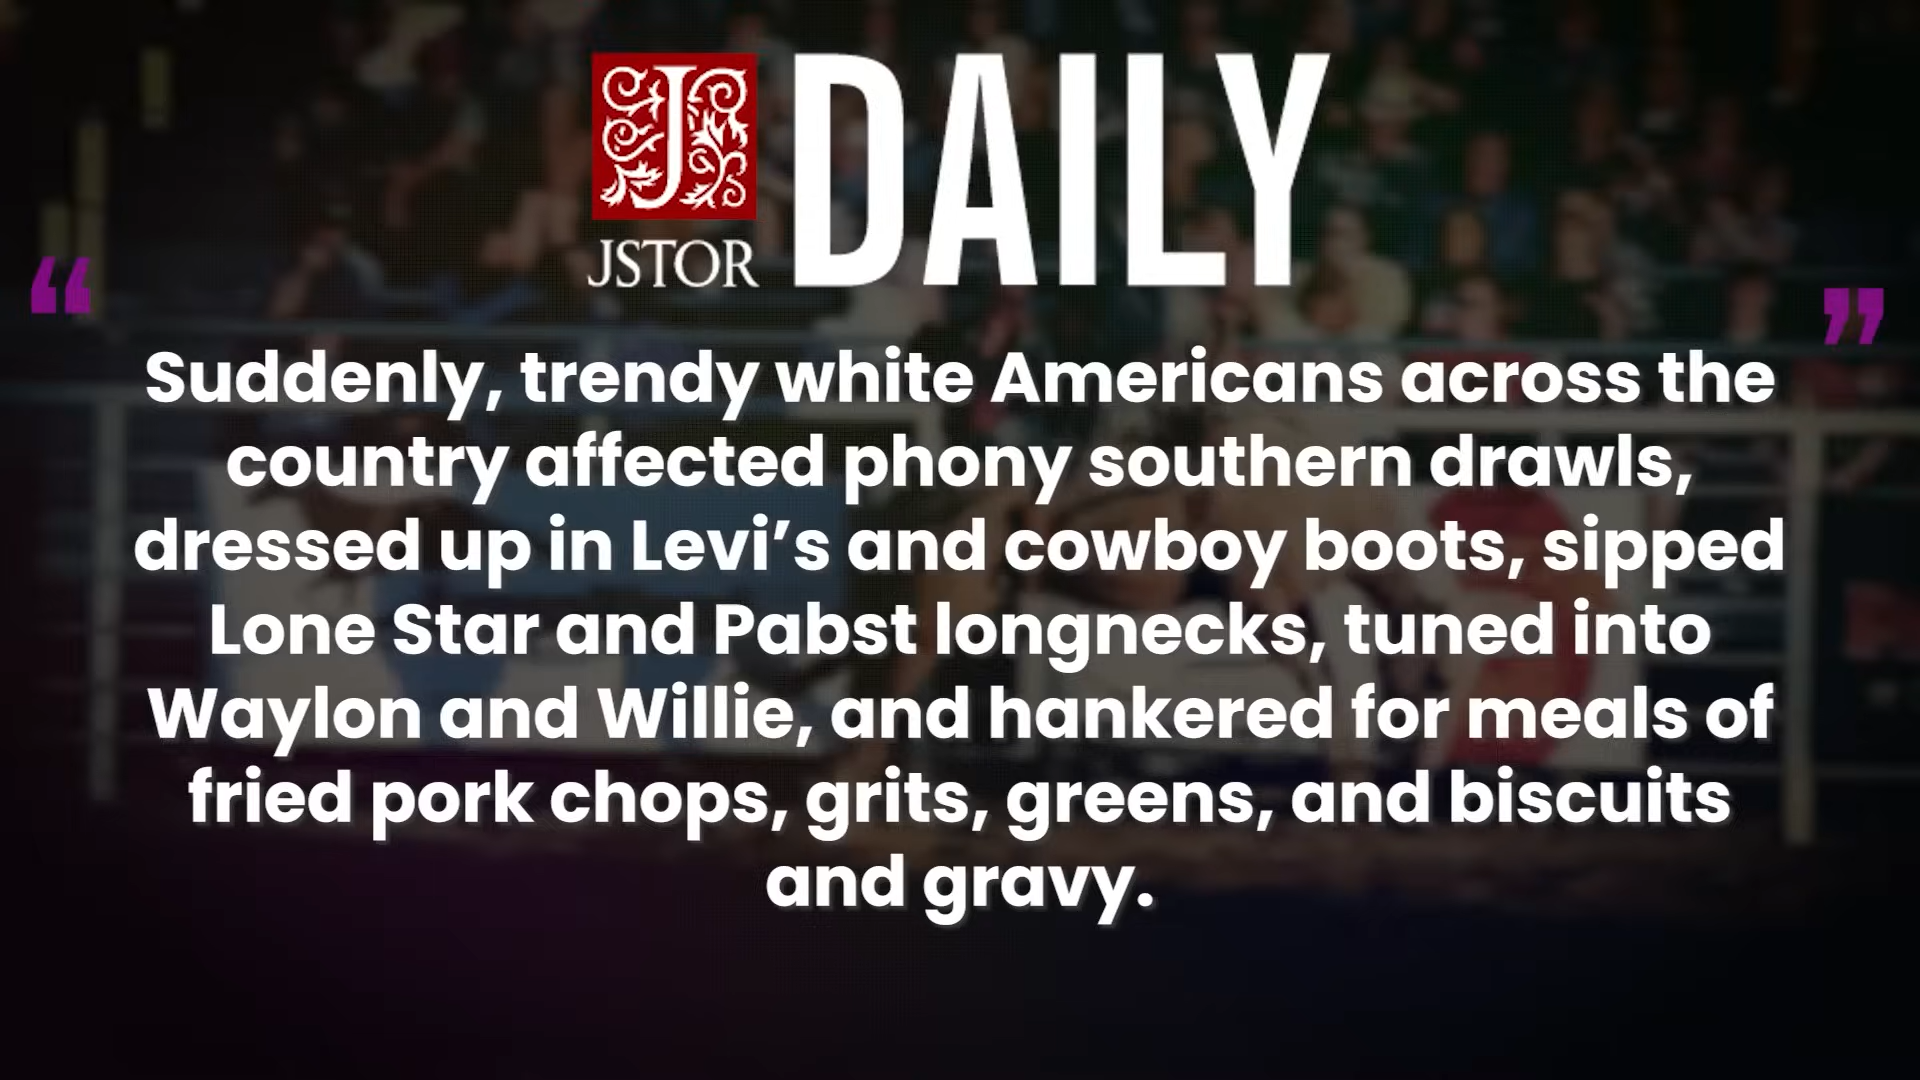 J
JSTOR
DAILY
“
”
Suddenly, trendy white Americans across the
country affected phony southern drawls,
dressed up in Levi’s and cowboy boots, sipped
Lone Star and Pabst longnecks, tuned into
Waylon and Willie, and hankered for meals of
fried pork chops, grits, greens, and biscuits
and gravy.